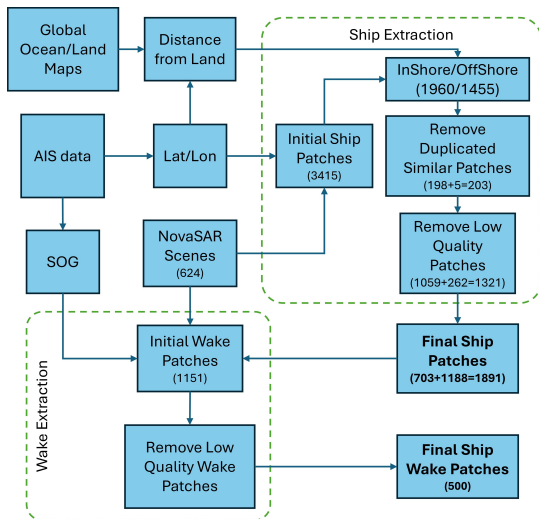 Global
Ocean/Land
Maps
Distance
from Land
Ship Extraction
InShore/OffShore
(1960/1455)
AIS data
Lat/Lon
Initial Ship
Patches
(3415)
Remove
Duplicated
Similar Patches
(198+5=203)
SOG
NovaSAR
Scenes
(624)
Remove Low
Quality
Patches
(1059+262=1321)
Wake Extraction
Initial Wake
Patches
(1151)
Final Ship
Patches
(703+1188=1891)
Remove Low
Quality Wake
Patches
Final Ship
Wake Patches
(500)